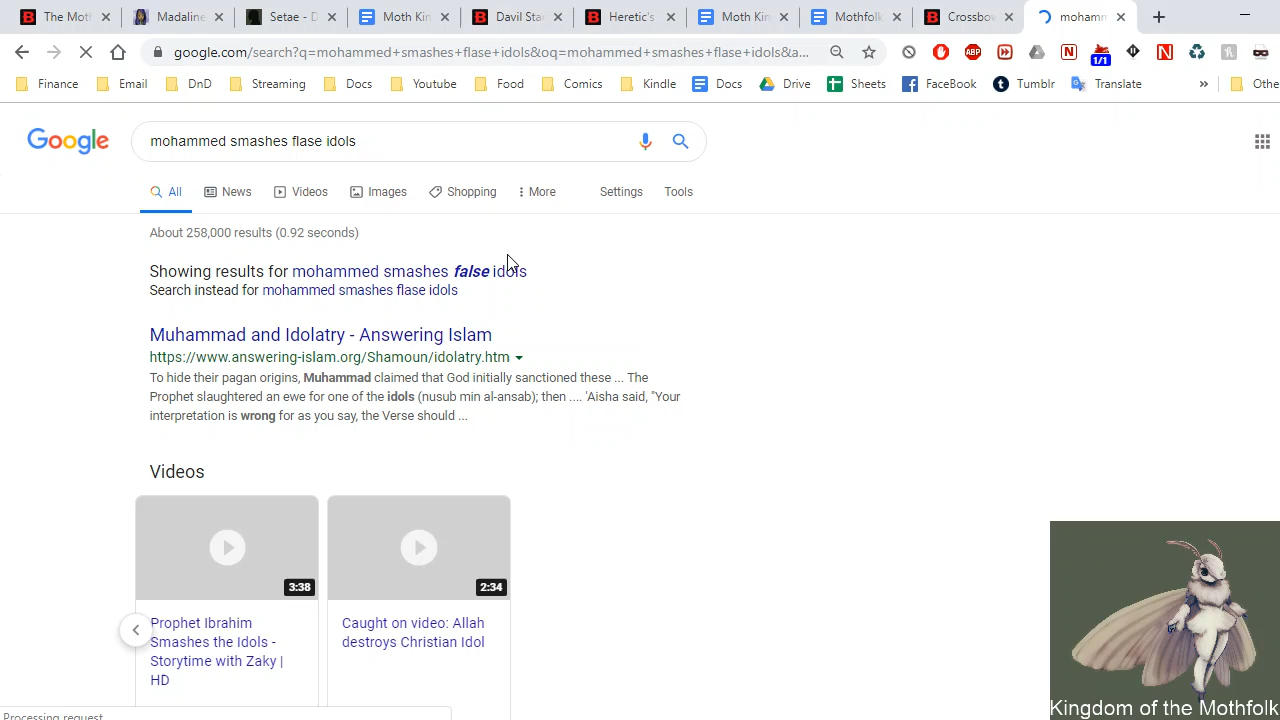 The Moth
Madaline
Setae - D
Moth Kin
Davil Sta
Heretic's
Moth Kin
Mothfolk
Crossbow
moham
google.com/search?q=mohammed+smashes+flase+idols&oq=mohammed+smashes+flase+idols&a...
1/1
Finance
Email
DnD
Streaming
Docs
Youtube
Food
Comics
Kindle
Docs
Drive
Sheets
FaceBook
Tumblr
Translate
»
Othe
Google
mohammed smashes flase idols
All
News
Videos
Images
Shopping
More
Settings
Tools
About 258,000 results (0.92 seconds)
Showing results for mohammed smashes false idols
Search instead for mohammed smashes flase idols
Muhammad and Idolatry - Answering Islam
https://www.answering-islam.org/Shamoun/idolatry.htm
To hide their pagan origins, Muhammad claimed that God initially sanctioned these ... The
Prophet slaughtered an ewe for one of the idols (nusub min al-ansab); then .... 'Aisha said, "Your
interpretation is wrong for as you say, the Verse should ...
Videos
3:38
2:34
Prophet Ibrahim
Smashes the Idols -
Storytime with Zaky |
HD
Caught on video: Allah
destroys Christian Idol
Processing request
Kingdom of the Mothfolk